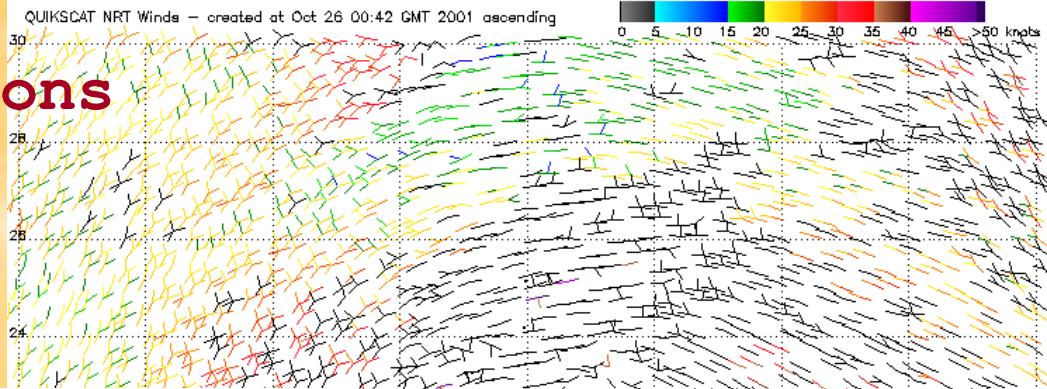 QUIKSCAT NRT Winds – created at Oct 26 00:42 GMT 2001 ascending
0 5 10 15 20 25 30 35 40 45 >50 knots
30
ons
28
26
24